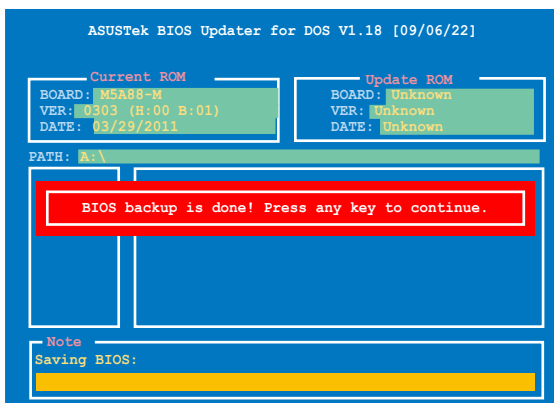 ASUSTek BIOS Updater for DOS V1.18 [09/06/22]
Current ROM
BOARD: M5A88-M
VER: 0303 (H:00 B:01)
DATE: 03/29/2011
Update ROM
BOARD: Unknown
VER: Unknown
DATE: Unknown
PATH: A:\
BIOS backup is done! Press any key to continue.
Note
Saving BIOS: